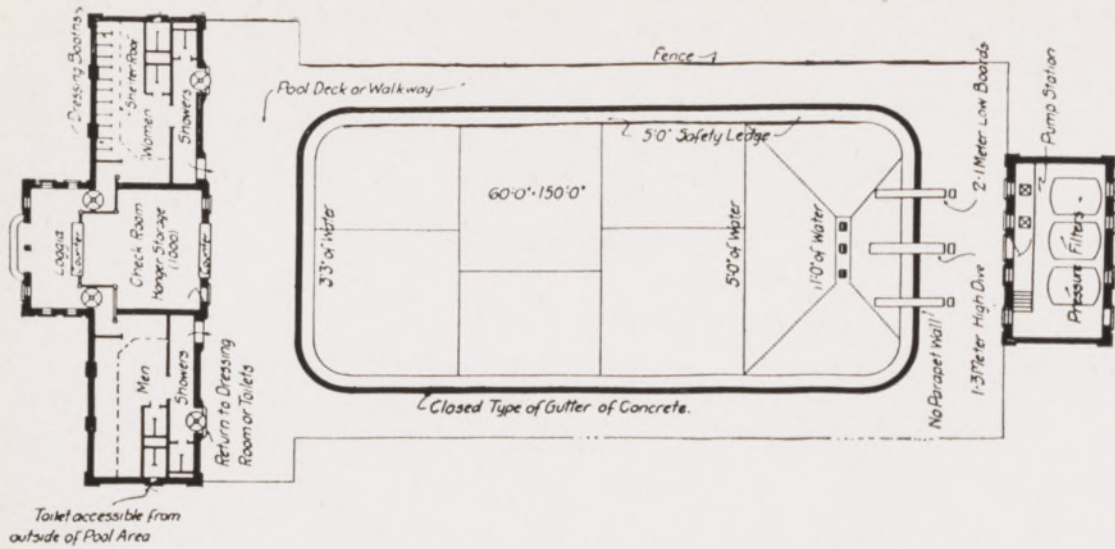 Dressing Booths
Shelter Roof
Women
Showers
Loggia
Counter
Check Room
Hanger Storage
(1000)
Counter
Men
Showers
Return to Dressing
Room or Toilets
Toilet accessible from
outside of Pool Area
Pool Deck or Walkway
Fence
5'0" Safety Ledge
60'0"·150'0"
3'3" of Water
5'0" of Water
11'0" of Water
Closed Type of Gutter of Concrete.
No Parapet Wall
2-1 Meter Low Boards
1-3 Meter High Dive
Pump Station
Pressure Filters